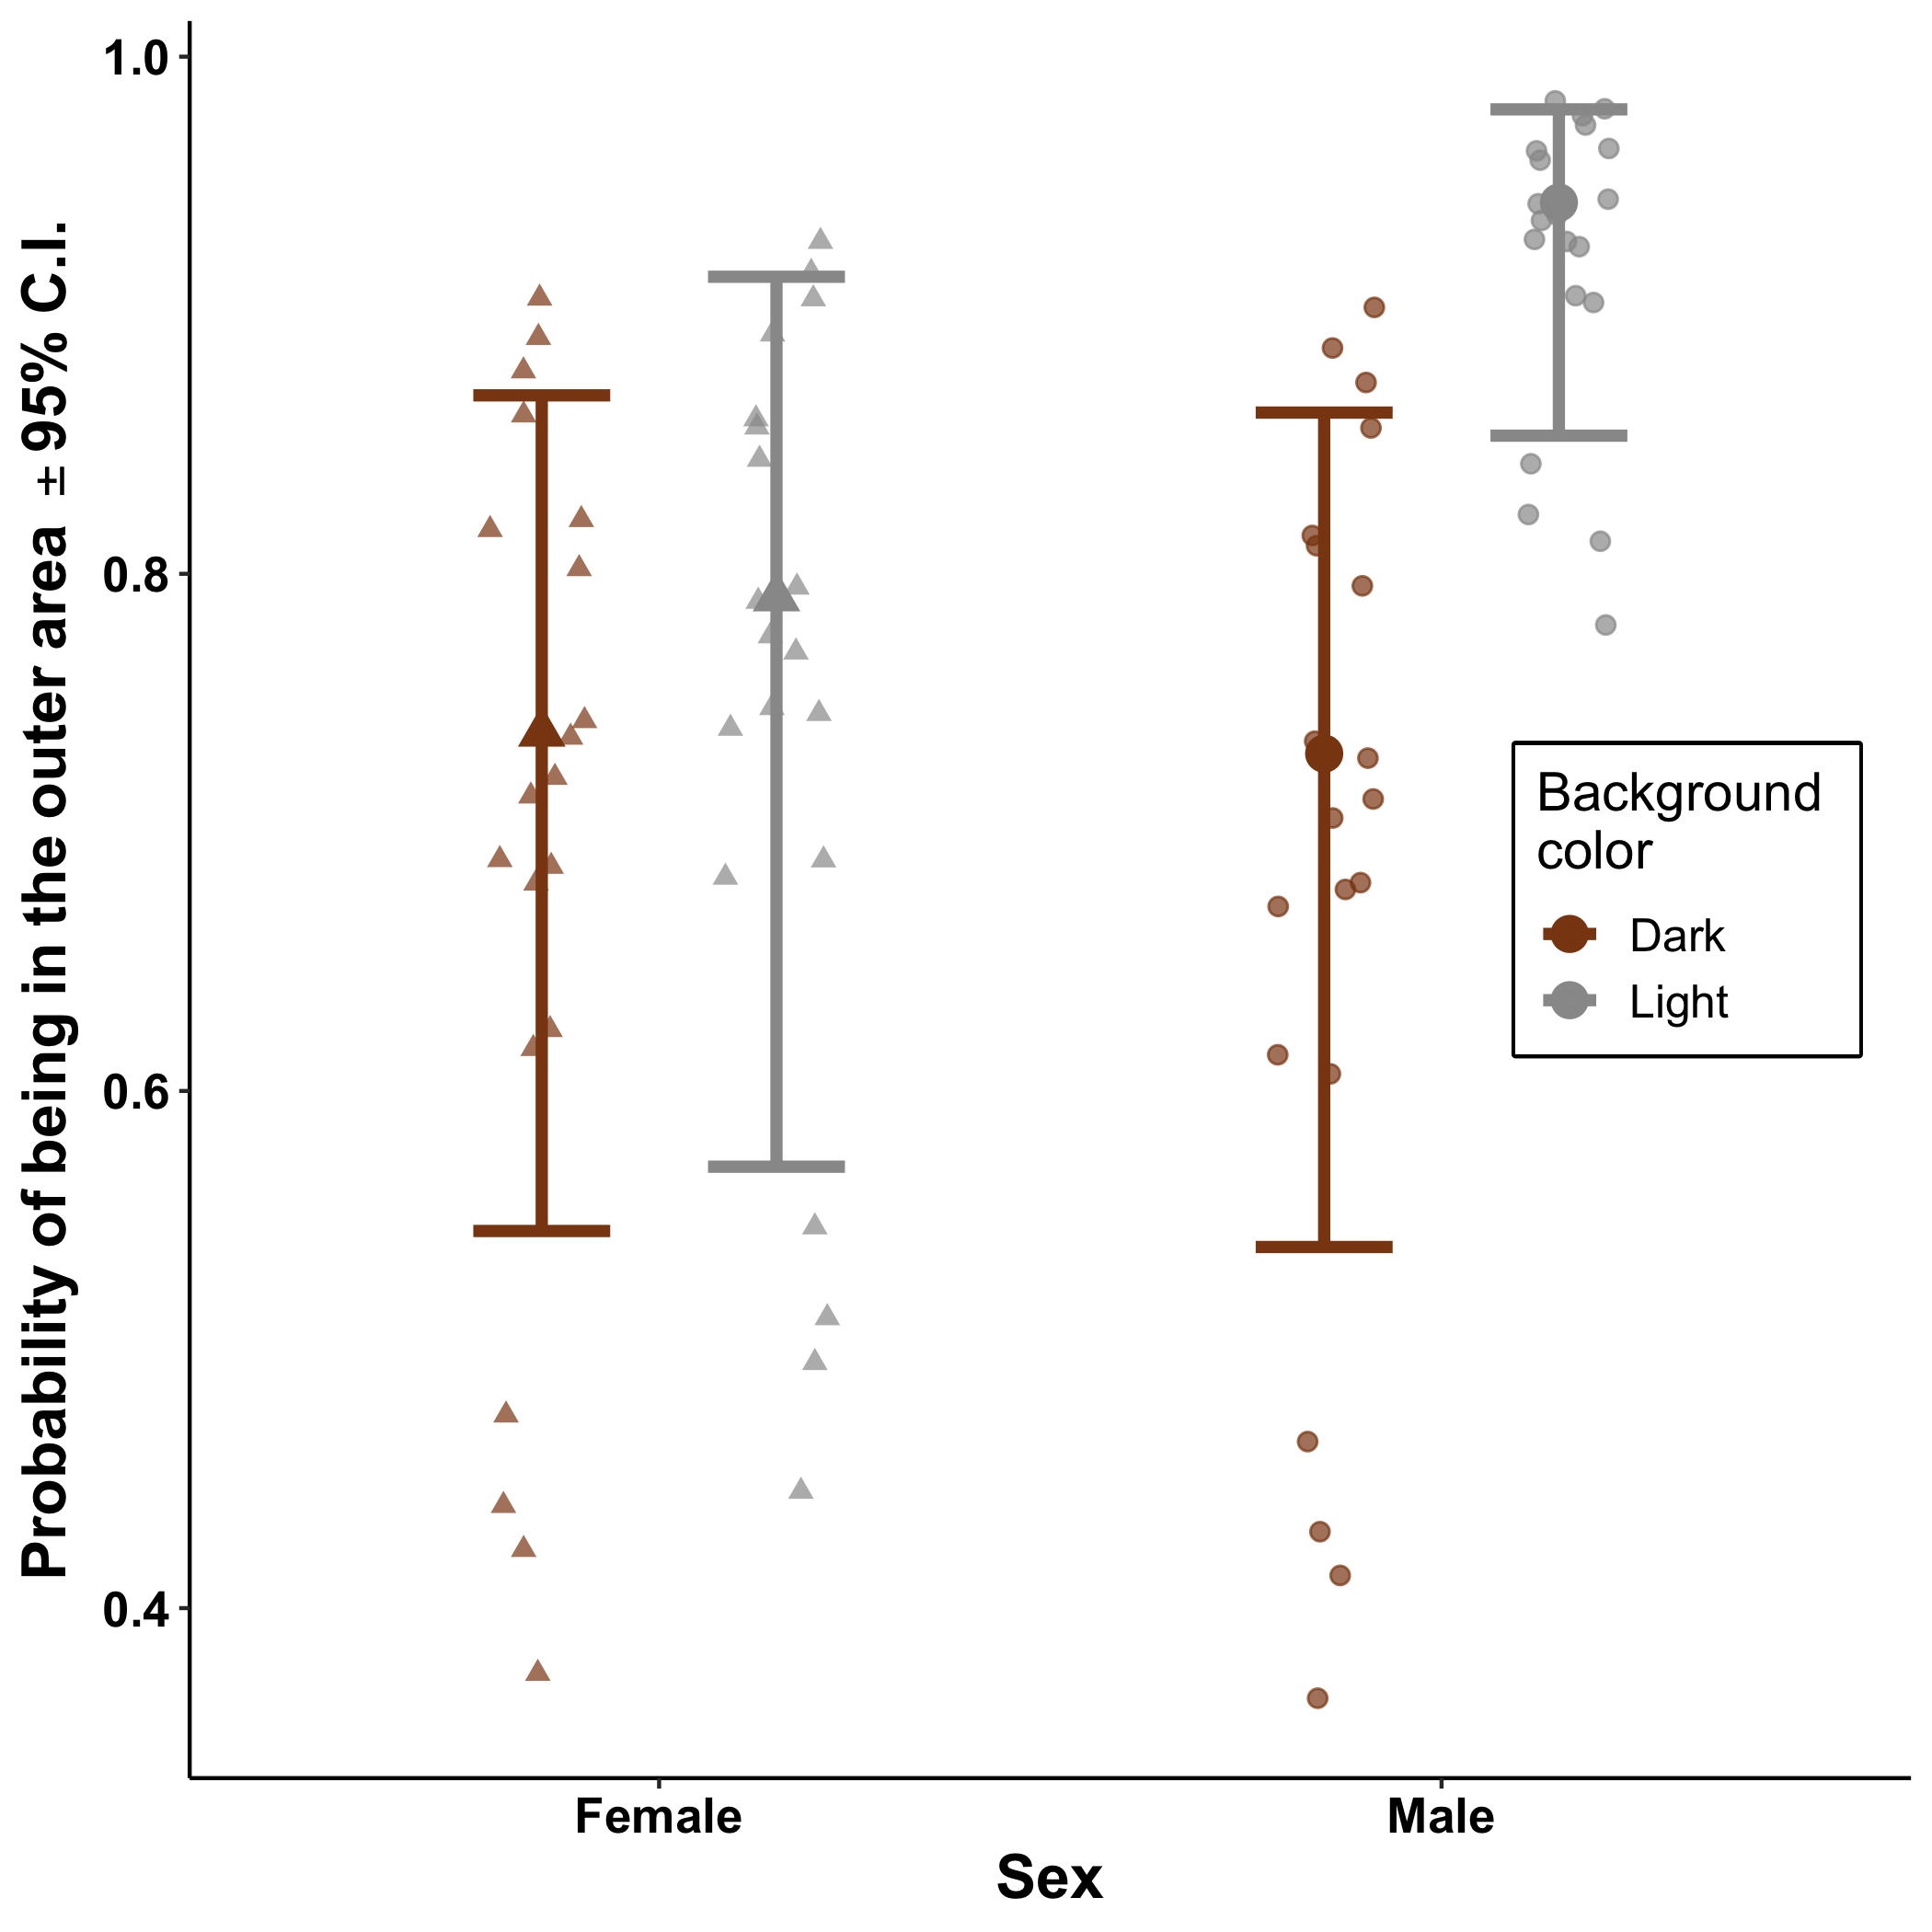 Probability of being in the outer area ± 95% C.I.
1.0
0.8
0.6
0.4
Background
color
Dark
Light
Female
Male
Sex